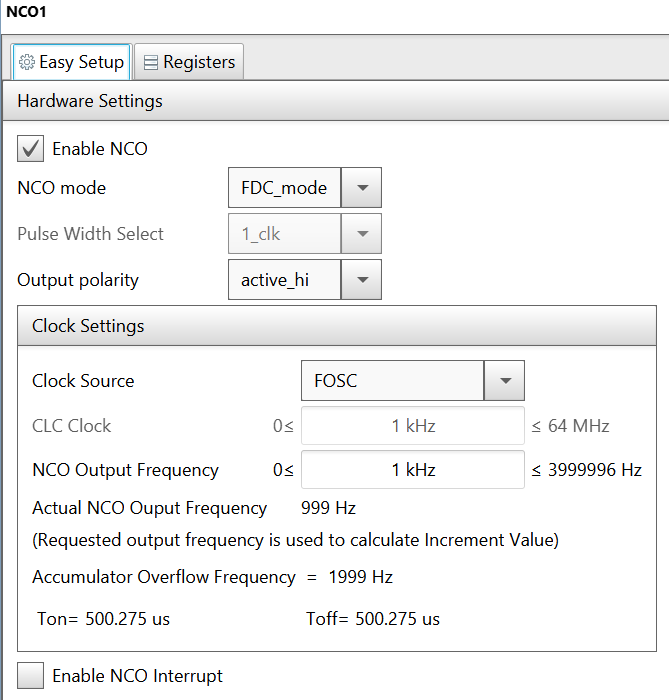 NCO1
Easy Setup
Registers
Hardware Settings
Enable NCO
NCO mode FDC_mode
Pulse Width Select 1_clk
Output polarity active_hi
Clock Settings
Clock Source FOSC
CLC Clock 0≤ 1 kHz ≤ 64 MHz
NCO Output Frequency 0≤ 1 kHz ≤ 3999996 Hz
Actual NCO Ouput Frequency 999 Hz
(Requested output frequency is used to calculate Increment Value)
Accumulator Overflow Frequency = 1999 Hz
Ton= 500.275 us Toff= 500.275 us
Enable NCO Interrupt